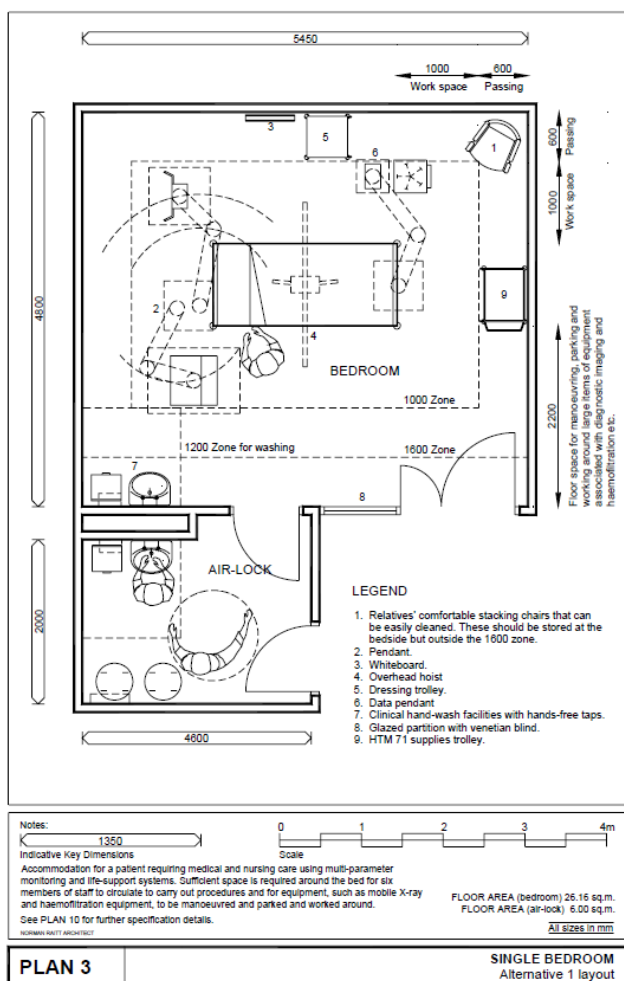 5450
1000
600
Work space
Passing
3
5
1
6
600
Passing
1000
Work space
4800
2
9
4
BEDROOM
1000 Zone
2200
Floor space for manoeuvring, parking and
working around large items of equipment
associated with diagnostic imaging and
haemofiltration etc.
1200 Zone for washing
1600 Zone
7
8
AIR-LOCK
2000
4600
LEGEND
1. Relatives' comfortable stacking chairs that can
be easily cleaned. These should be stored at the
bedside but outside the 1600 zone.
2. Pendant.
3. Whiteboard.
4. Overhead hoist
5. Dressing trolley.
6. Data pendant
7. Clinical hand-wash facilities with hands-free taps.
8. Glazed partition with venetian blind.
9. HTM 71 supplies trolley.
Notes:
1350
Indicative Key Dimensions
0 1 2 3 4m
Scale
Accommodation for a patient requiring medical and nursing care using multi-parameter
monitoring and life-support systems. Sufficient space is required around the bed for six
members of staff to circulate to carry out procedures and for equipment, such as mobile X-ray
and haemofiltration equipment, to be manoeuvred and parked and worked around.
See PLAN 10 for further specification details.
NORMAN RAITT ARCHITECT
FLOOR AREA (bedroom) 26.16 sq.m.
FLOOR AREA (air-lock) 6.00 sq.m.
All sizes in mm
PLAN 3
SINGLE BEDROOM
Alternative 1 layout